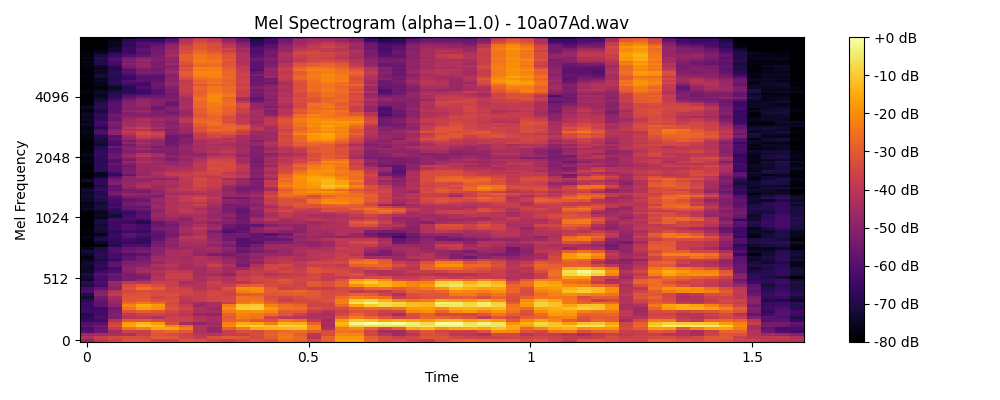 Mel Spectrogram (alpha=1.0) - 10a07Ad.wav
Mel Frequency
4096
2048
1024
512
0
0
0.5
1
1.5
Time
+0 dB
-10 dB
-20 dB
-30 dB
-40 dB
-50 dB
-60 dB
-70 dB
-80 dB